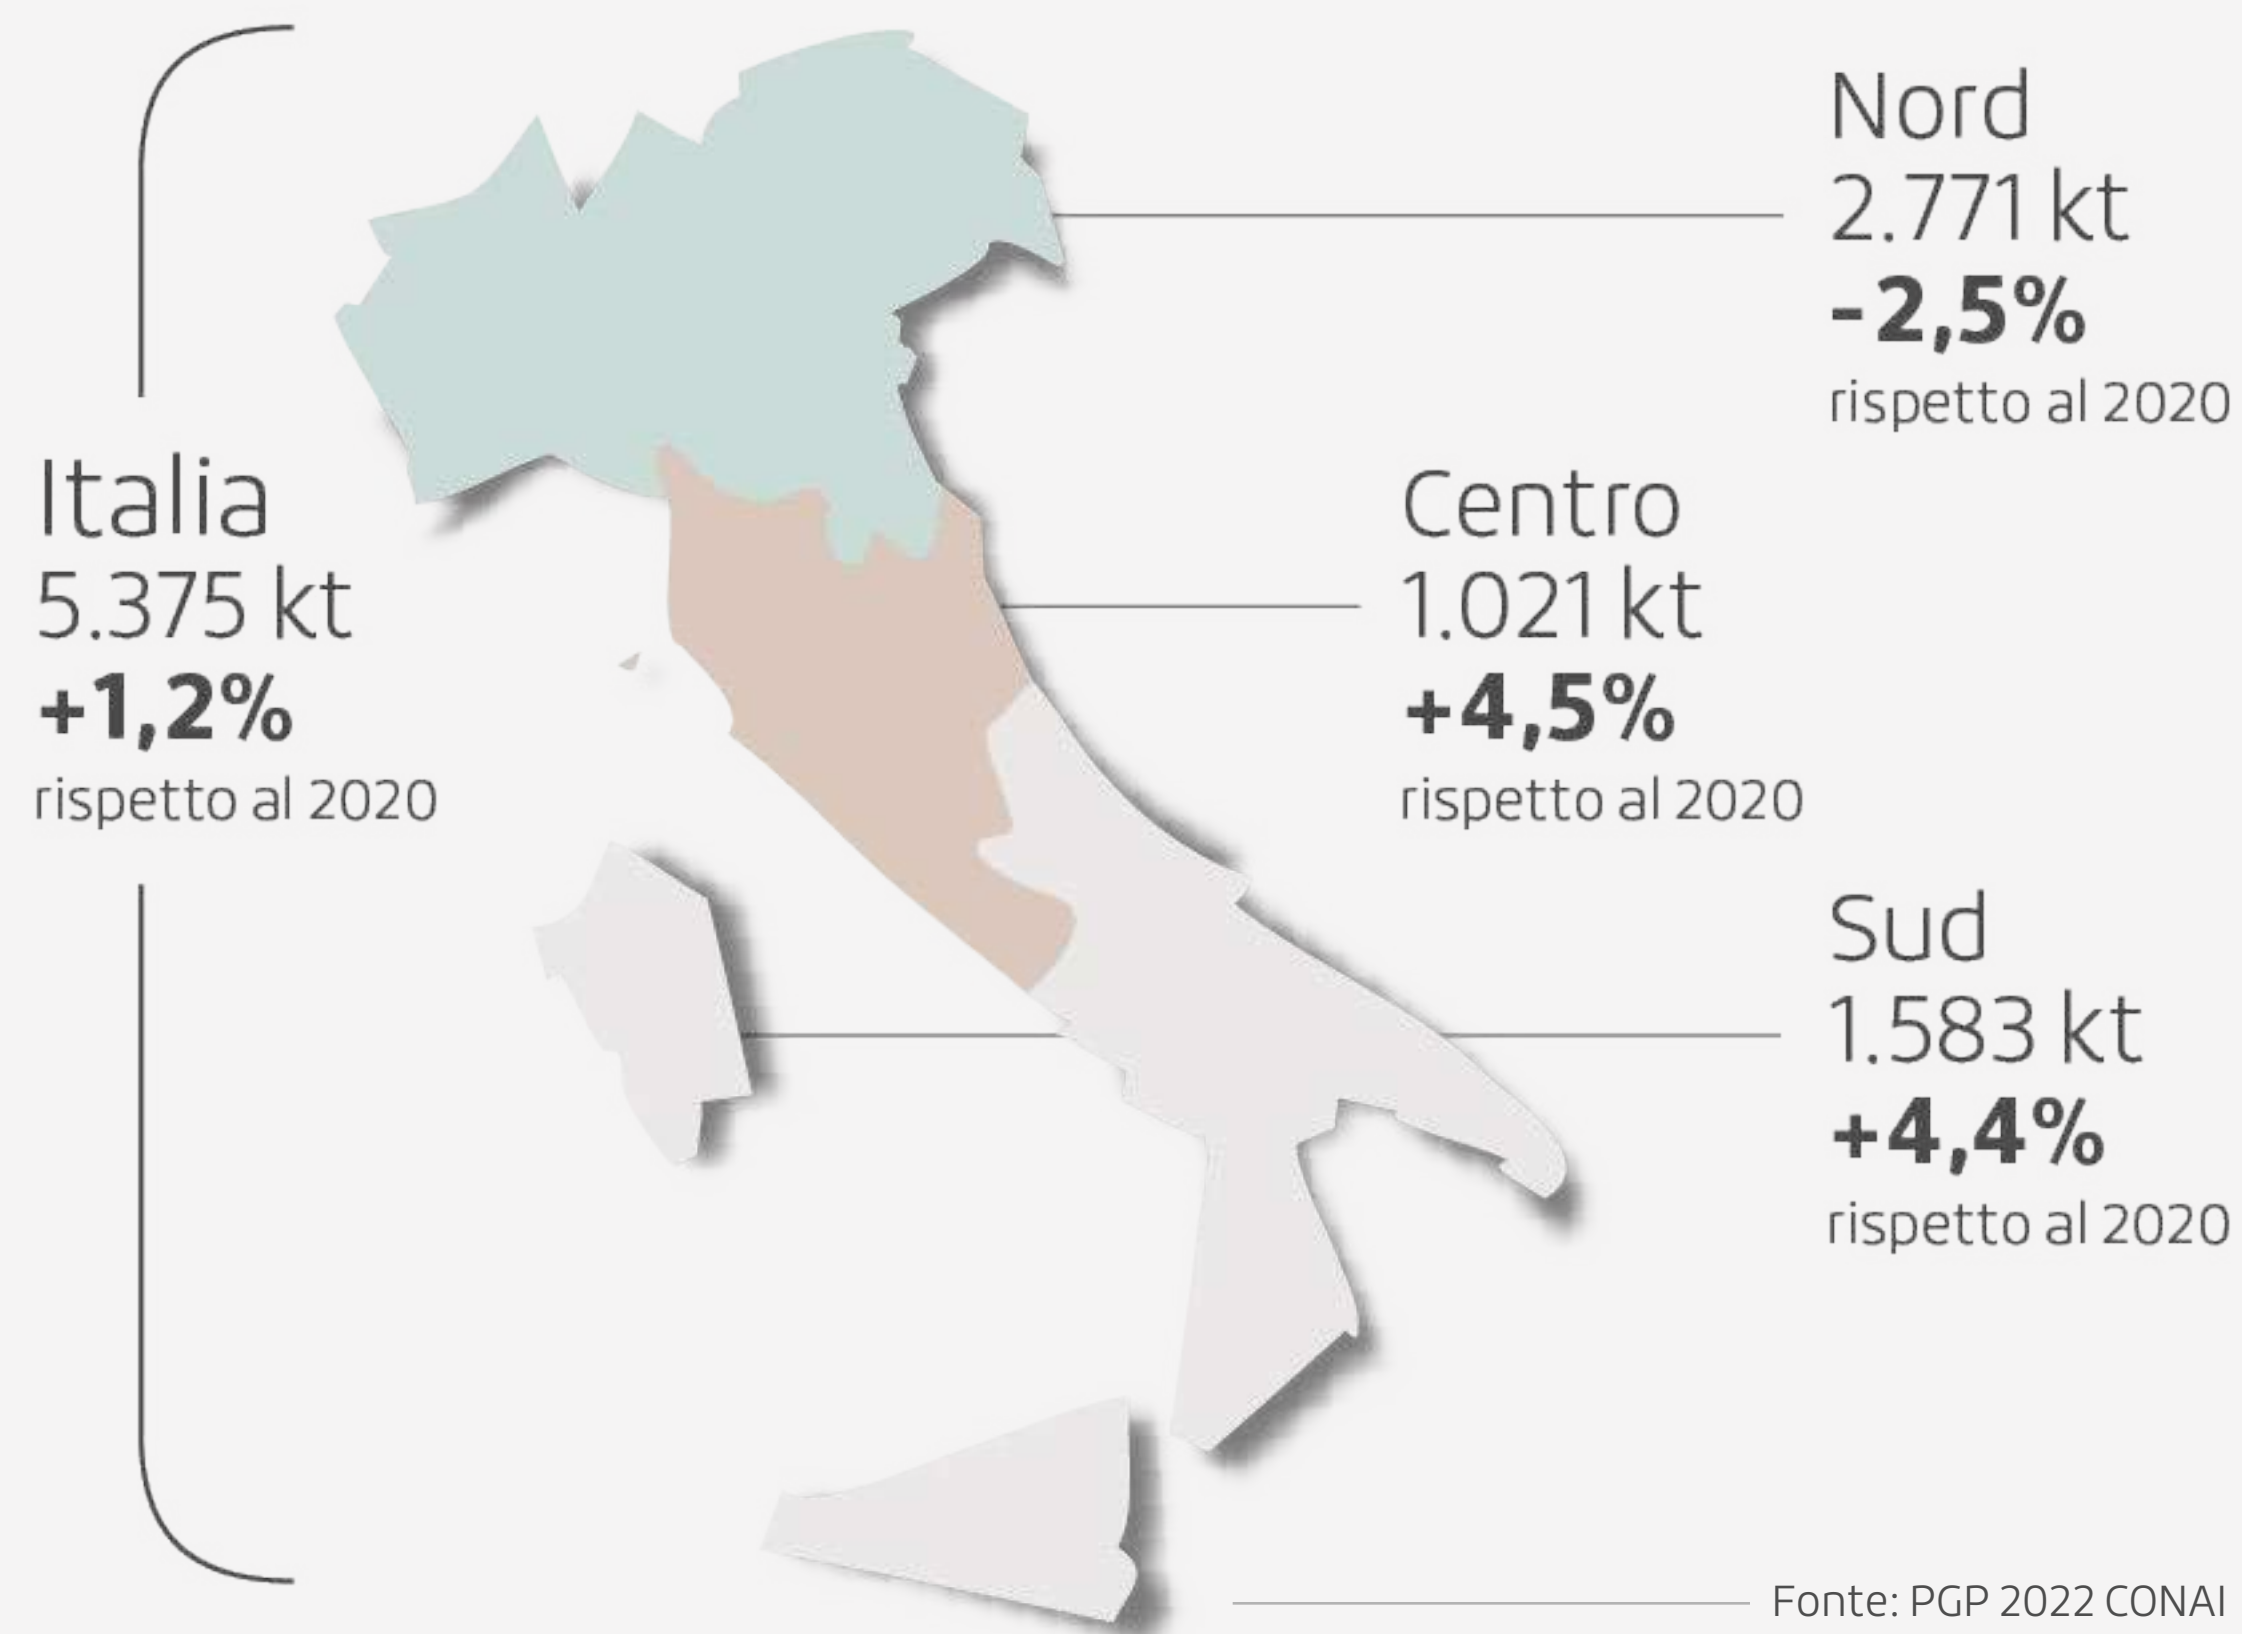 Nord
2.771 kt
-2,5%
rispetto al 2020
Italia
5.375 kt
+1,2%
rispetto al 2020
Centro
1.021 kt
+4,5%
rispetto al 2020
Sud
1.583 kt
+4,4%
rispetto al 2020
Fonte: PGP 2022 CONAI